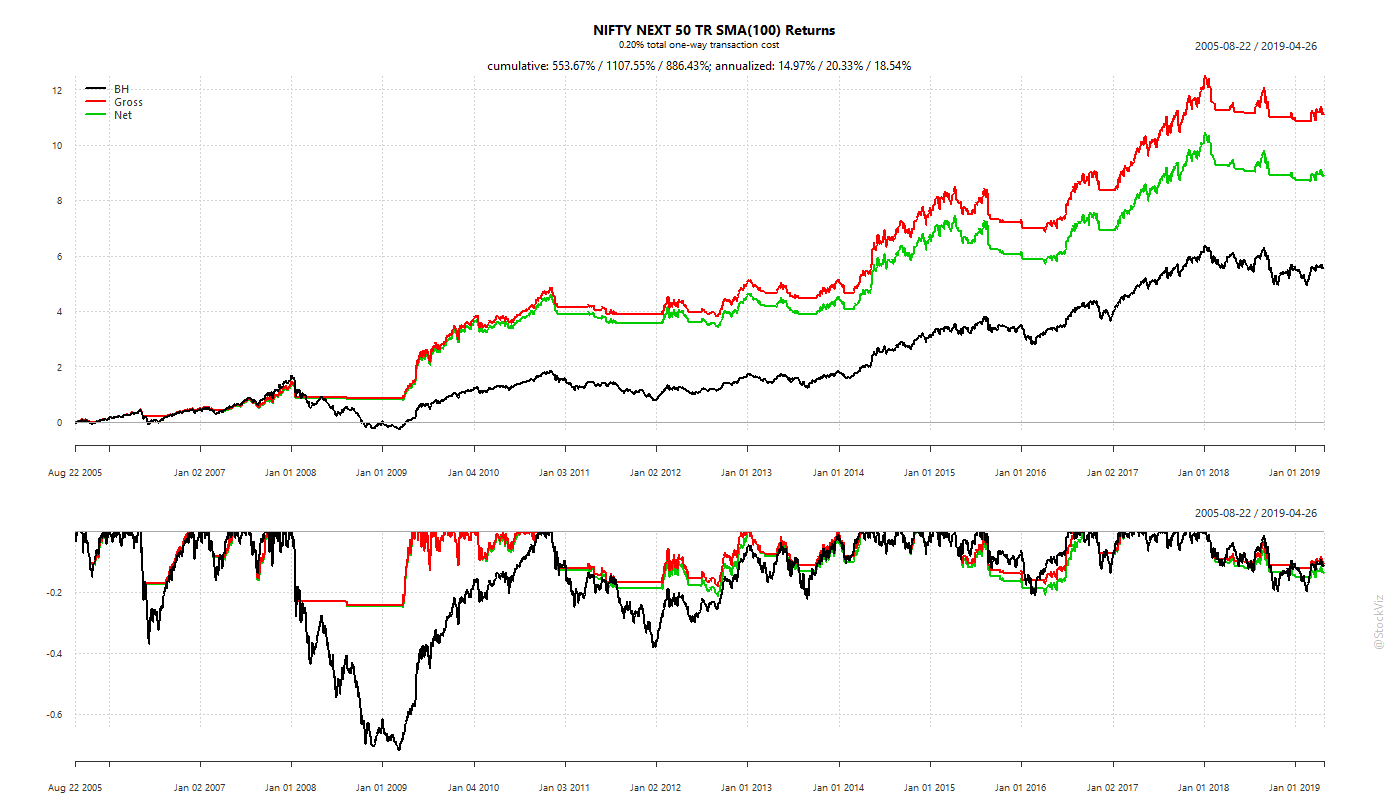 NIFTY NEXT 50 TR SMA(100) Returns
0.20% total one-way transaction cost
2005-08-22 / 2019-04-26
cumulative: 553.67% / 1107.55% / 886.43%; annualized: 14.97% / 20.33% / 18.54%
BH
Gross
Net
12
10
8
6
4
2
0
Aug 22 2005 Jan 02 2007 Jan 01 2008 Jan 01 2009 Jan 04 2010 Jan 03 2011 Jan 02 2012 Jan 01 2013 Jan 01 2014 Jan 01 2015 Jan 01 2016 Jan 02 2017 Jan 01 2018 Jan 01 2019
2005-08-22 / 2019-04-26
-0.2
-0.4
-0.6
Aug 22 2005 Jan 02 2007 Jan 01 2008 Jan 01 2009 Jan 04 2010 Jan 03 2011 Jan 02 2012 Jan 01 2013 Jan 01 2014 Jan 01 2015 Jan 01 2016 Jan 02 2017 Jan 01 2018 Jan 01 2019
@StockViz